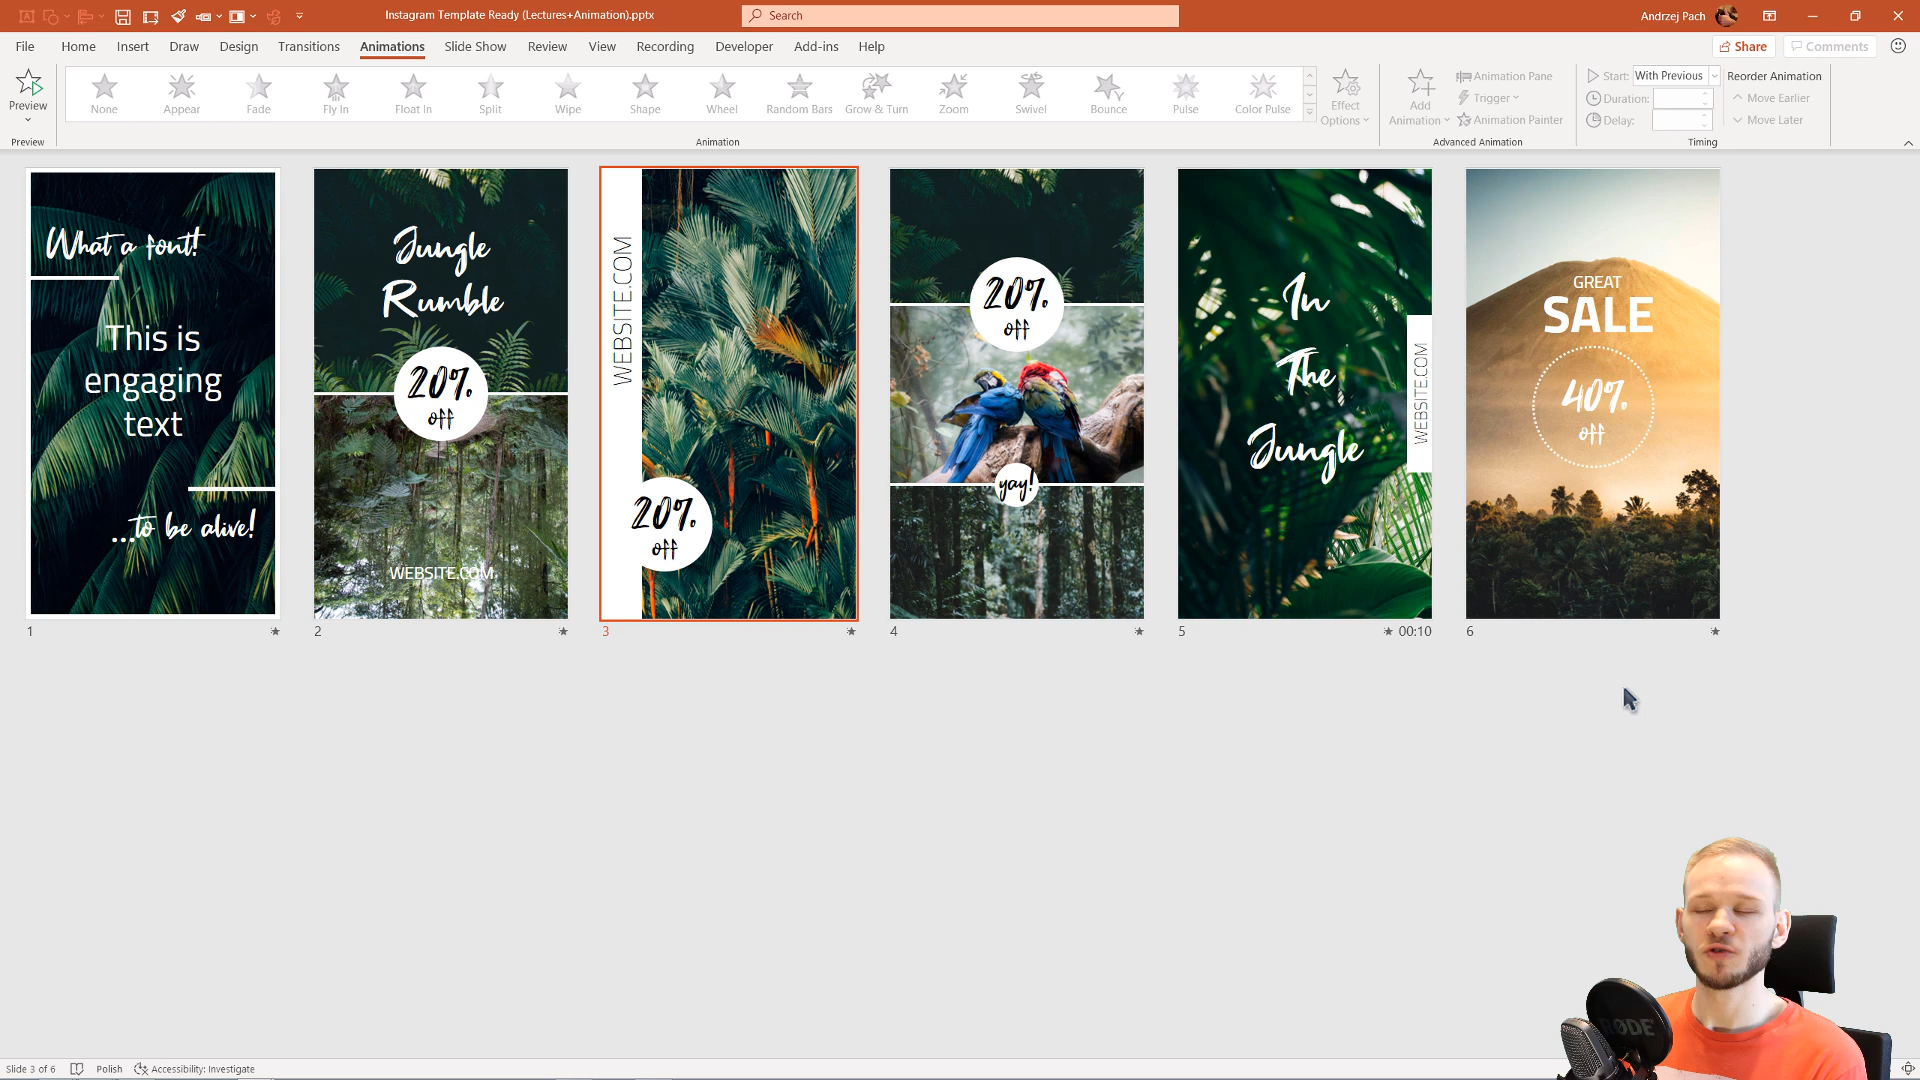 Instagram Template Ready (Lectures+Animation).pptx
Search
Andrzej Pach
File Home Insert Draw Design Transitions Animations Slide Show Review View Recording Developer Add-ins Help
Share
Comments
Preview
None
Appear
Fade
Fly In
Float In
Split
Wipe
Shape
Wheel
Random Bars
Grow & Turn
Zoom
Swivel
Bounce
Pulse
Color Pulse
Effect
Options
Add
Animation
Animation Pane
Trigger
Animation Painter
Start: With Previous
Duration:
Delay:
Reorder Animation
Move Earlier
Move Later
Preview
Animation
Advanced Animation
Timing
What a font!
This is
engaging
text
...to be alive!
1
Jungle
Rumble
20%
off
WEBSITE.COM
2
WEBSITE.COM
20%
off
3
20%
off
yay!
4
In
The
Jungle
WEBSITE.COM
5
00:10
GREAT
SALE
40%
off
6
RØDE
Slide 3 of 6
Polish
Accessibility: Investigate